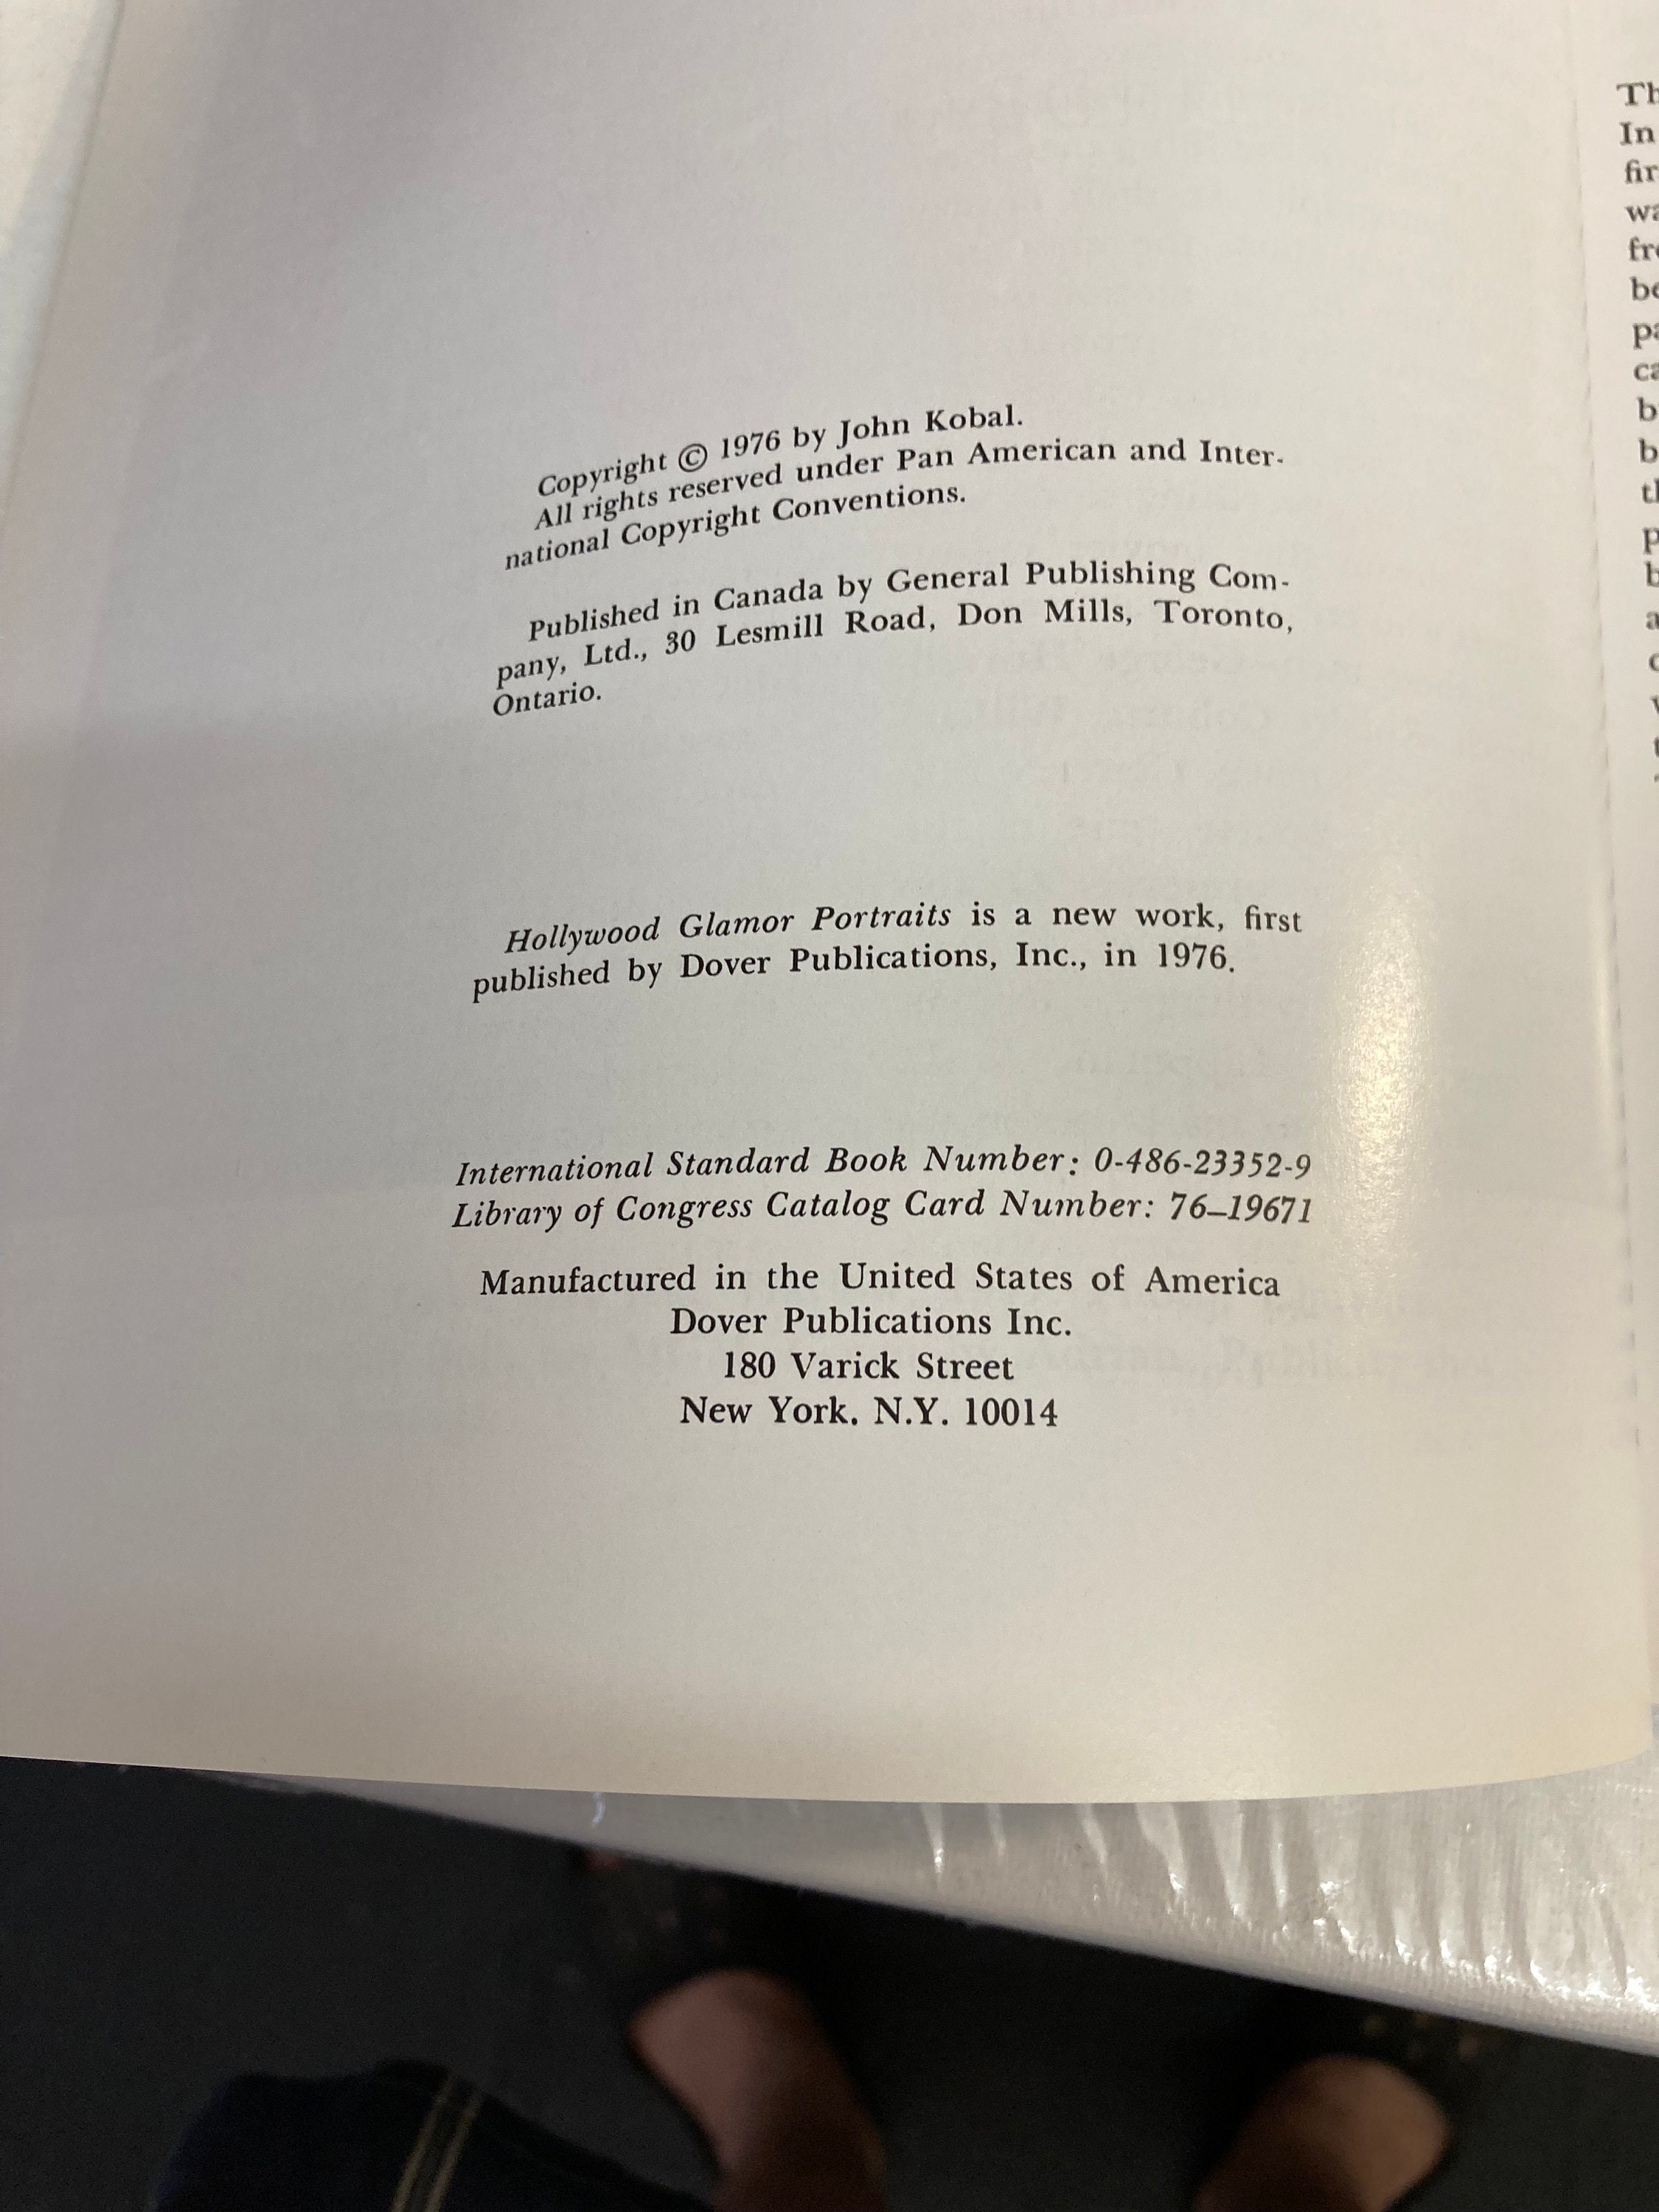 Copyright © 1976 by John Kobal.
All rights reserved under Pan American and Inter-
national Copyright Conventions.
Published in Canada by General Publishing Com-
pany, Ltd., 30 Lesmill Road, Don Mills, Toronto,
Ontario.
Hollywood Glamor Portraits is a new work, first
published by Dover Publications, Inc., in 1976.
International Standard Book Number: 0-486-23352-9
Library of Congress Catalog Card Number: 76–19671
Manufactured in the United States of America
Dover Publications Inc.
180 Varick Street
New York, N.Y. 10014
In